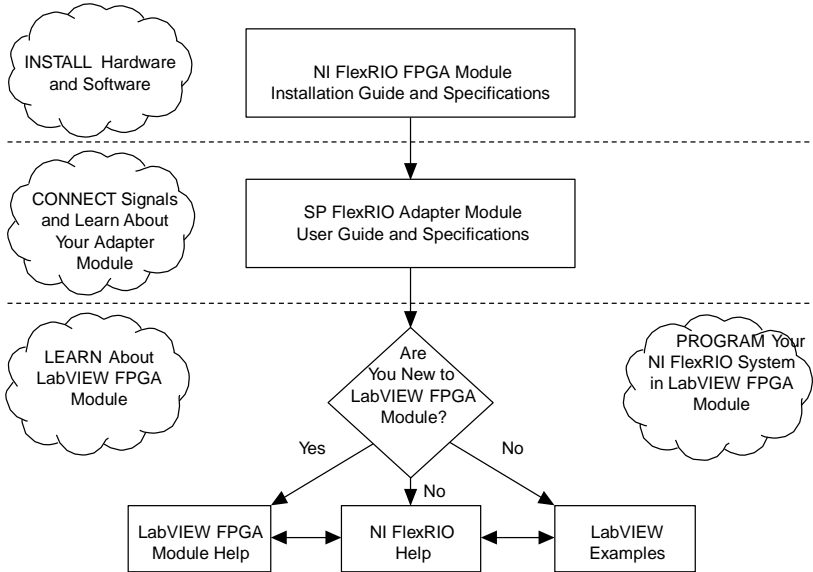 INSTALL Hardware
and Software
NI FlexRIO FPGA Module
Installation Guide and Specifications
CONNECT Signals
and Learn About
Your Adapter
Module
SP FlexRIO Adapter Module
User Guide and Specifications
LEARN About
LabVIEW FPGA
Module
Are
You New to
LabVIEW FPGA
Module?
PROGRAM Your
NI FlexRIO System
in LabVIEW FPGA
Module
Yes
No
No
LabVIEW FPGA
Module Help
NI FlexRIO
Help
LabVIEW
Examples